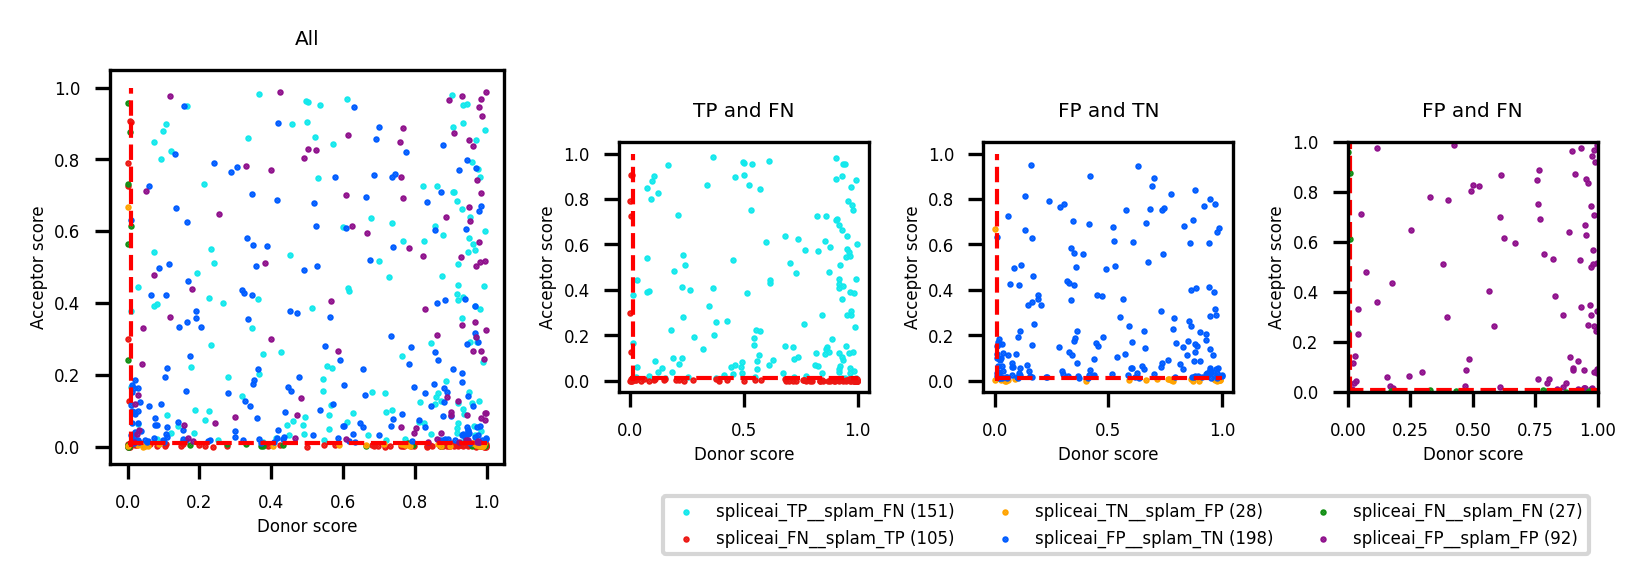 All
1.0
0.8
0.6
0.4
0.2
0.0
Acceptor score
0.0 0.2 0.4 0.6 0.8 1.0
Donor score
TP and FN
1.0
0.8
0.6
0.4
0.2
0.0
Acceptor score
0.0 0.5 1.0
Donor score
FP and TN
1.0
0.8
0.6
0.4
0.2
0.0
Acceptor score
0.0 0.5 1.0
Donor score
FP and FN
1.0
0.8
0.6
0.4
0.2
0.0
Acceptor score
0.00 0.25 0.50 0.75 1.00
Donor score
spliceai_TP__splam_FN (151) spliceai_TN__splam_FP (28) spliceai_FN__splam_FN (27)
spliceai_FN__splam_TP (105) spliceai_FP__splam_TN (198) spliceai_FP__splam_FP (92)